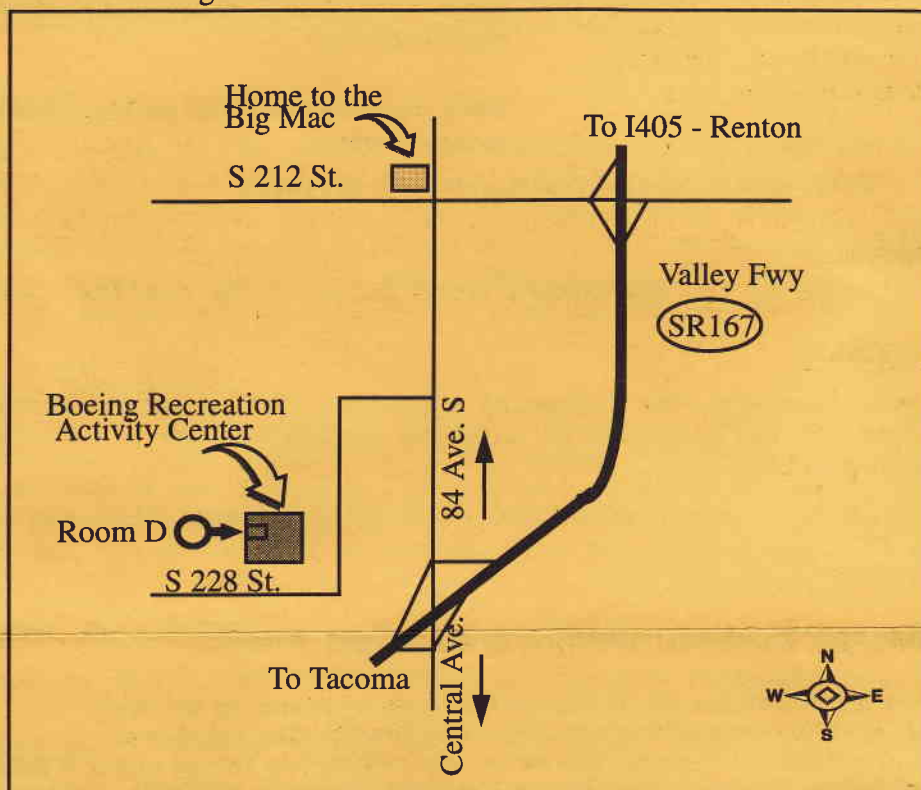 Home to the
Big Mac
To I405 - Renton
S 212 St.
Valley Fwy
SR167
Boeing Recreation
Activity Center
84 Ave. S
Room D
S 228 St.
To Tacoma
Central Ave.
N
W
E
S